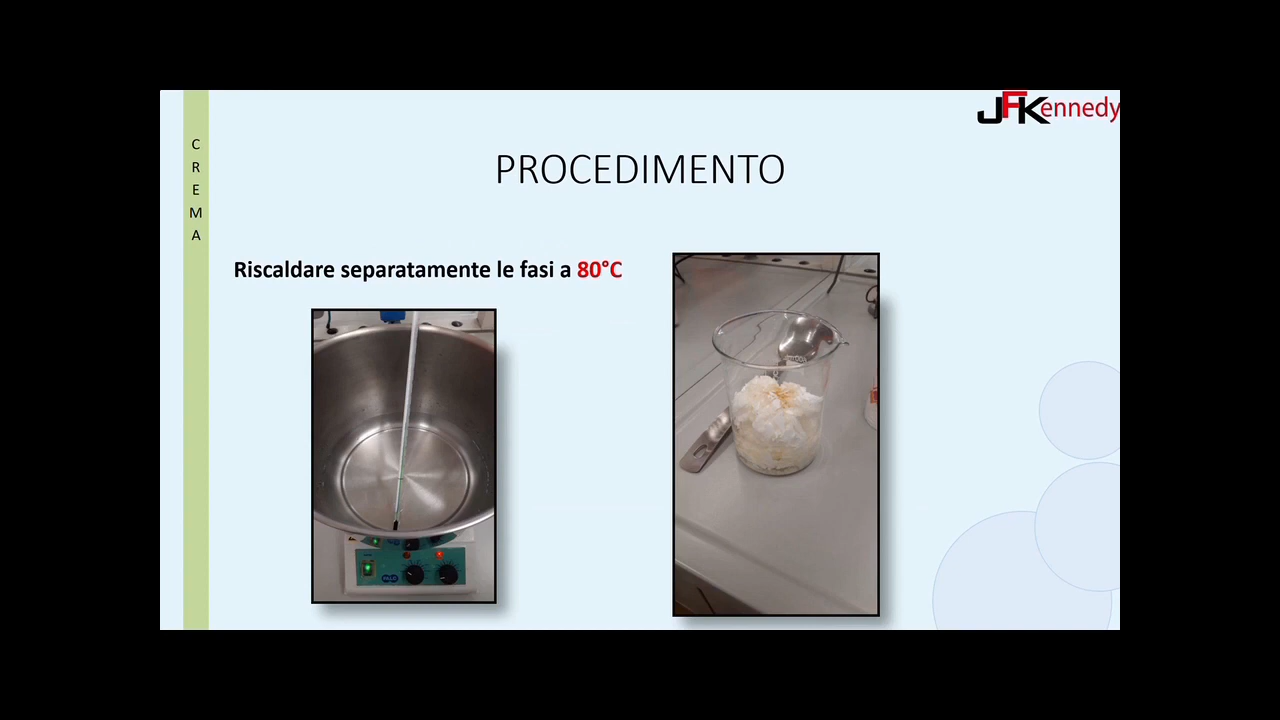 JFKennedy
PROCEDIMENTO
C
R
E
M
A
Riscaldare separatamente le fasi a 80°C